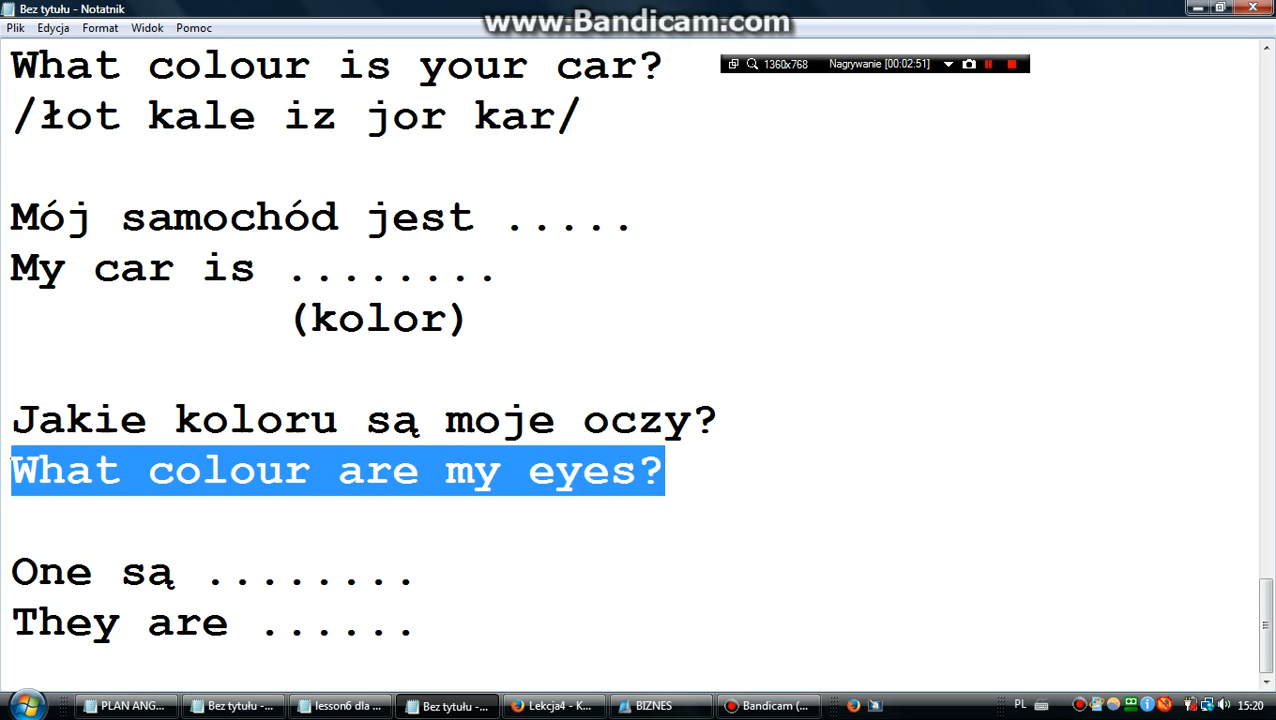 Bez tytułu - Notatnik
www.Bandicam.com
Plik Edycja Format Widok Pomoc
1360x768 Nagrywanie [00:02:51]
What colour is your car?
/łot kale iz jor kar/
Mój samochód jest .....
My car is ........
(kolor)
Jakie koloru są moje oczy?
What colour are my eyes?
One są ........
They are ......
PLAN ANG... Bez tytułu -... lesson6 dla ... Bez tytułu -... Lekcja4 - K... BIZNES Bandicam (... PL 15:20